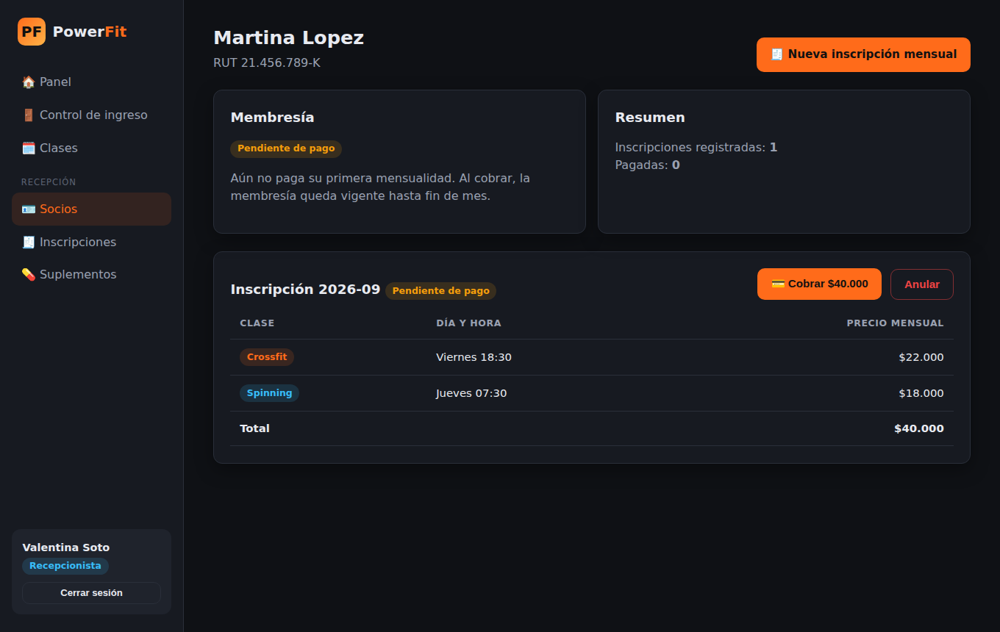 PF PowerFit
Panel
Control de ingreso
Clases
RECEPCIÓN
Socios
Inscripciones
Suplementos
Valentina Soto
Recepcionista
Cerrar sesión
Martina Lopez
RUT 21.456.789-K
Nueva inscripción mensual
Membresía
Pendiente de pago
Aún no paga su primera mensualidad. Al cobrar, la
membresía queda vigente hasta fin de mes.
Resumen
Inscripciones registradas: 1
Pagadas: 0
Inscripción 2026-09 Pendiente de pago
Cobrar $40.000 Anular
CLASE DÍA Y HORA PRECIO MENSUAL
Crossfit Viernes 18:30 $22.000
Spinning Jueves 07:30 $18.000
Total $40.000